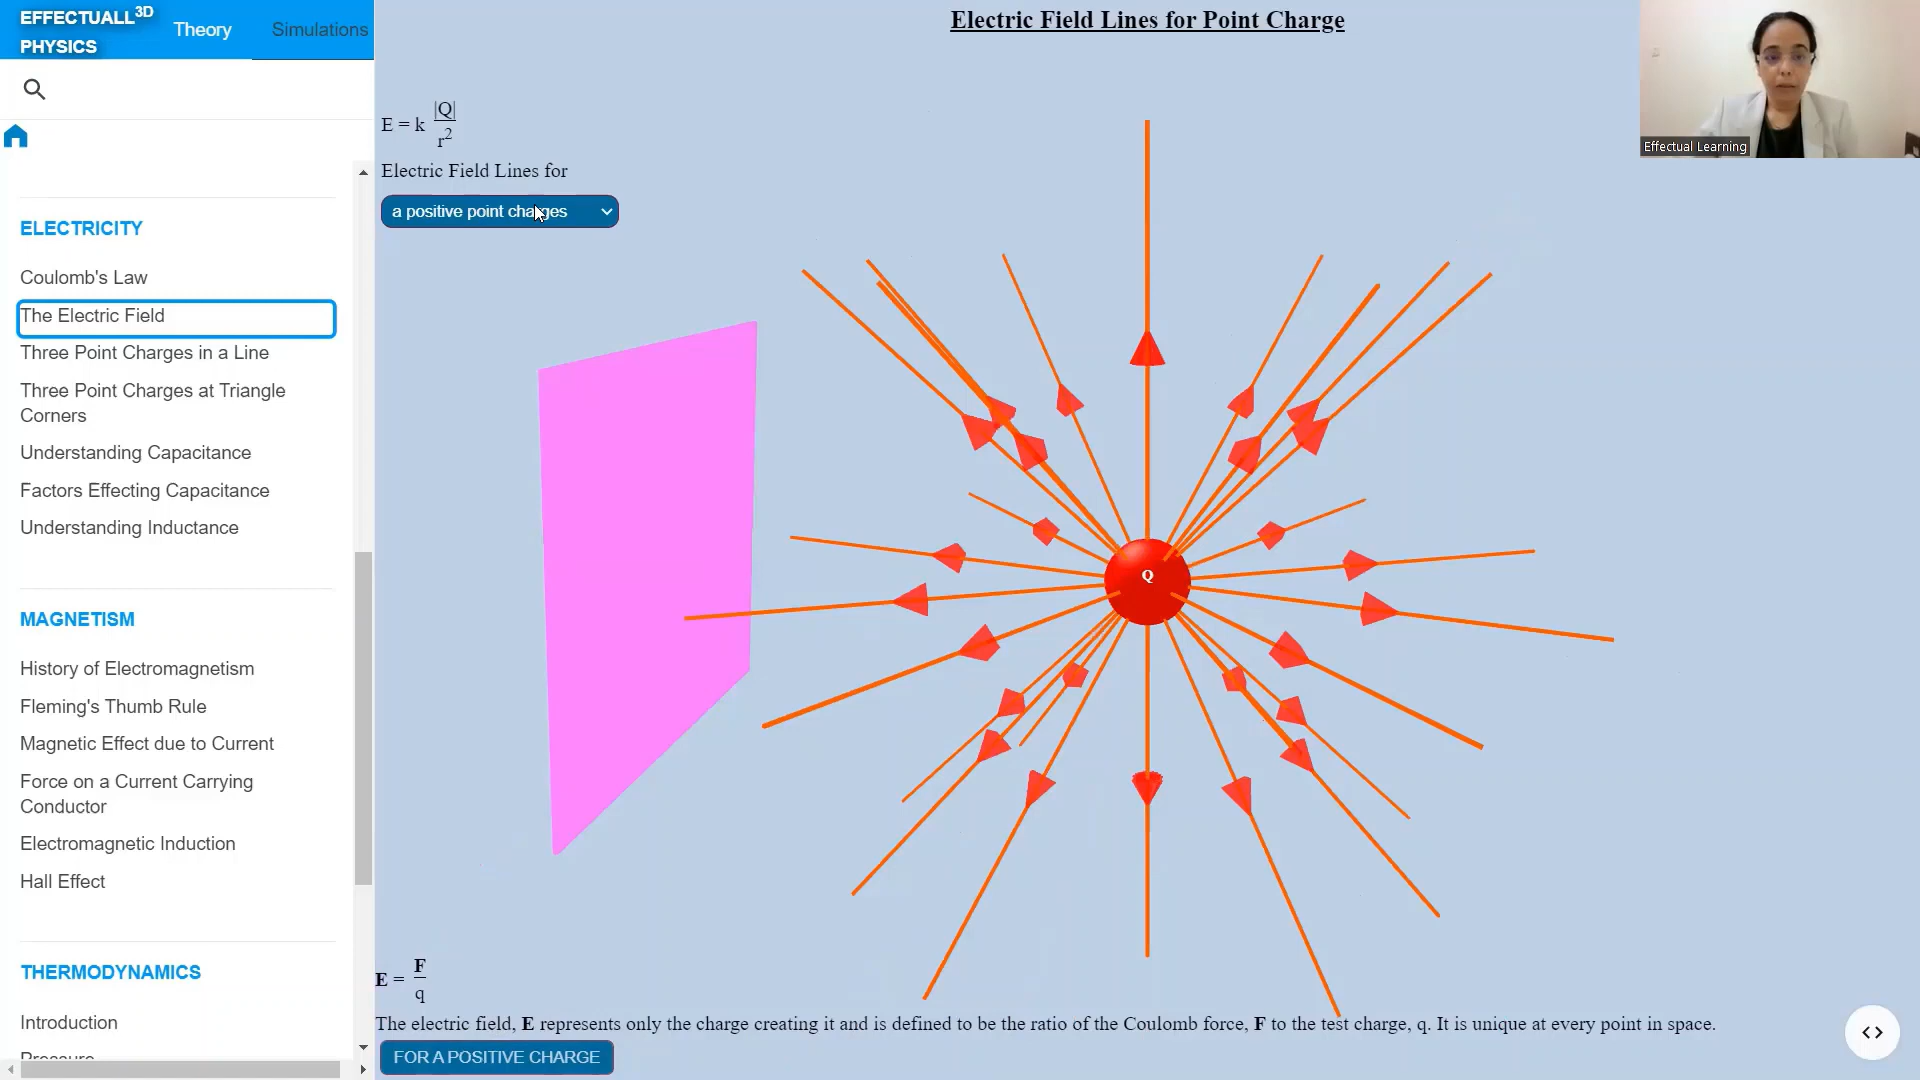 EFFECTUALL3D
PHYSICS
Theory
Simulations
ELECTRICITY
Coulomb's Law
The Electric Field
Three Point Charges in a Line
Three Point Charges at Triangle
Corners
Understanding Capacitance
Factors Effecting Capacitance
Understanding Inductance
MAGNETISM
History of Electromagnetism
Fleming's Thumb Rule
Magnetic Effect due to Current
Force on a Current Carrying
Conductor
Electromagnetic Induction
Hall Effect
THERMODYNAMICS
Introduction
Pressure
Electric Field Lines for Point Charge
E = k |Q| / r²
Electric Field Lines for
a positive point charges
Q
E = F / q
The electric field, E represents only the charge creating it and is defined to be the ratio of the Coulomb force, F to the test charge, q. It is unique at every point in space.
FOR A POSITIVE CHARGE
Effectual Learning